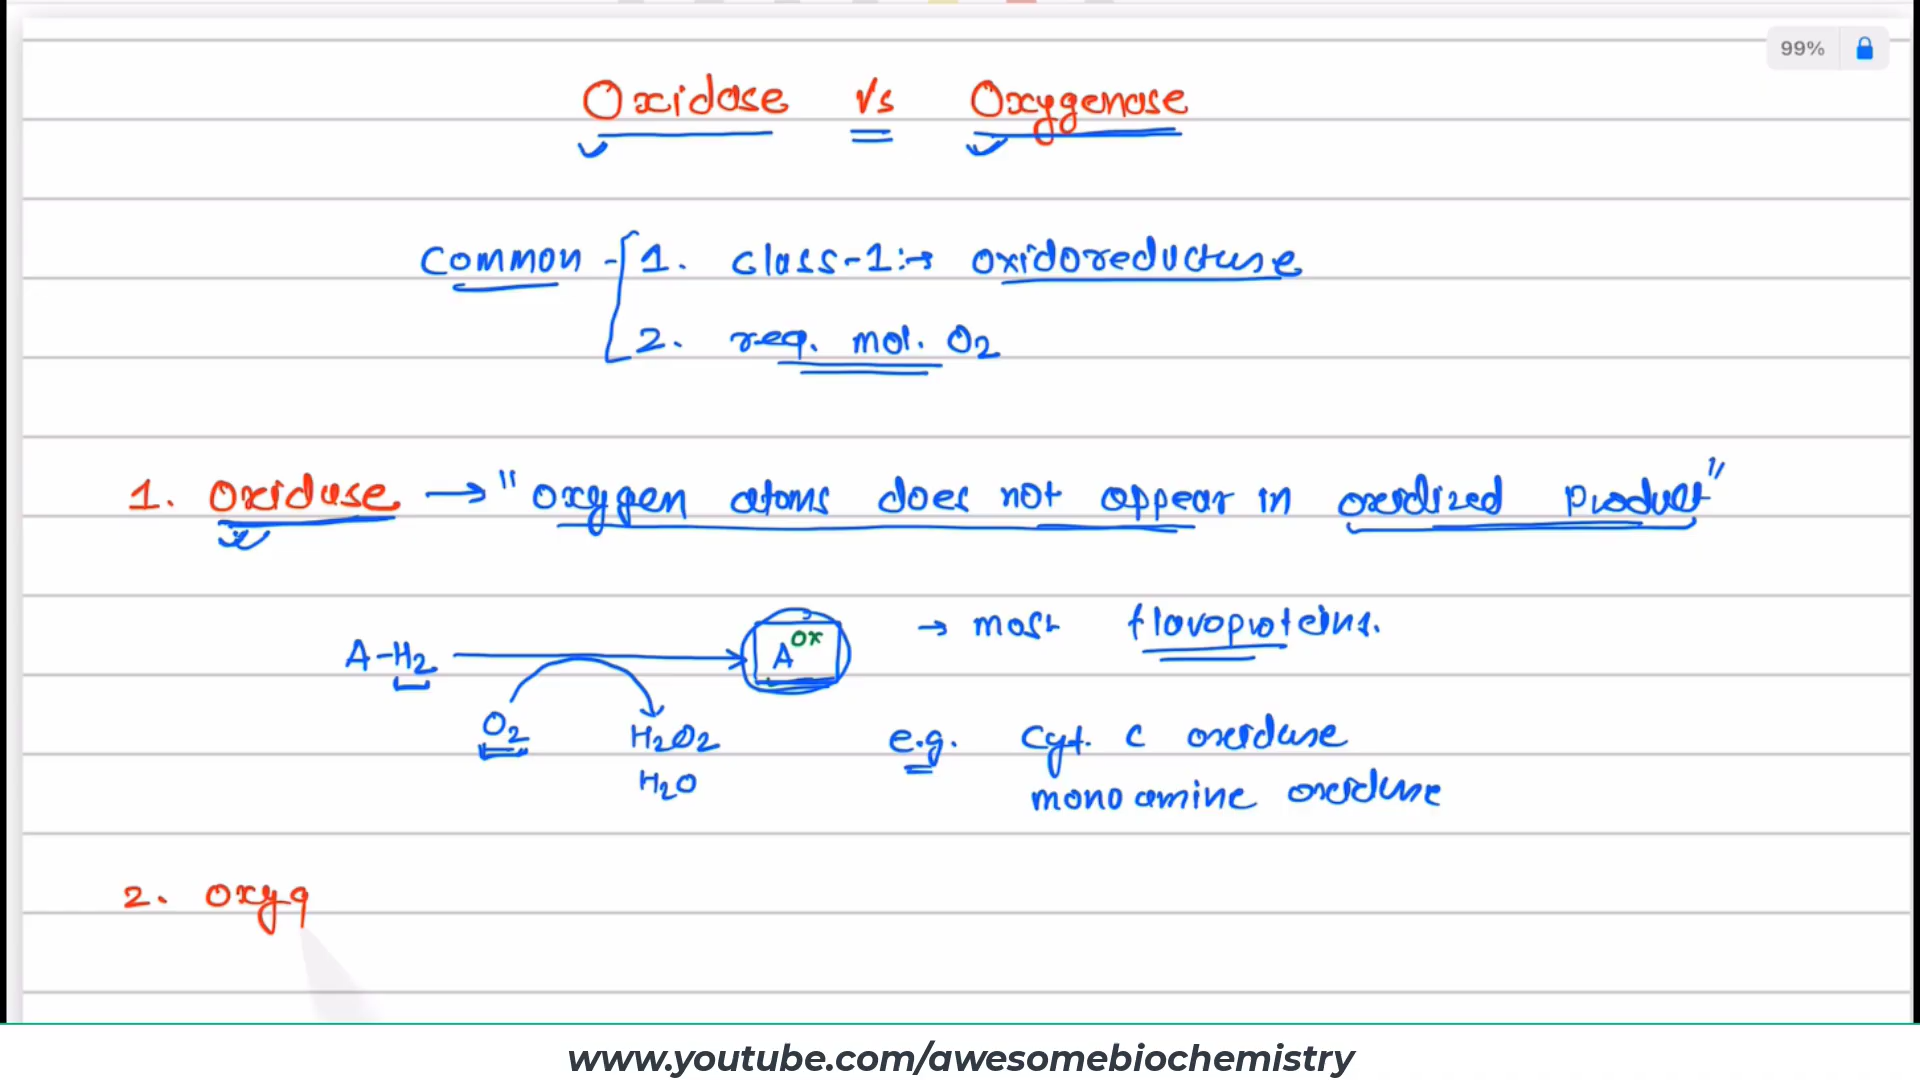 99%
Oxidase Vs Oxygenase
Common - 1. class-1:→ oxidoreductase
2. req. mol. O2
1. Oxidase → "oxygen atoms does not appear in oxidized product"
A-H2 → A ox → most flavoproteins.
O2 H2O2 e.g. Cyt. c oxidase
H2O mono amine oxidase
2. oxyg
www.youtube.com/awesomebiochemistry